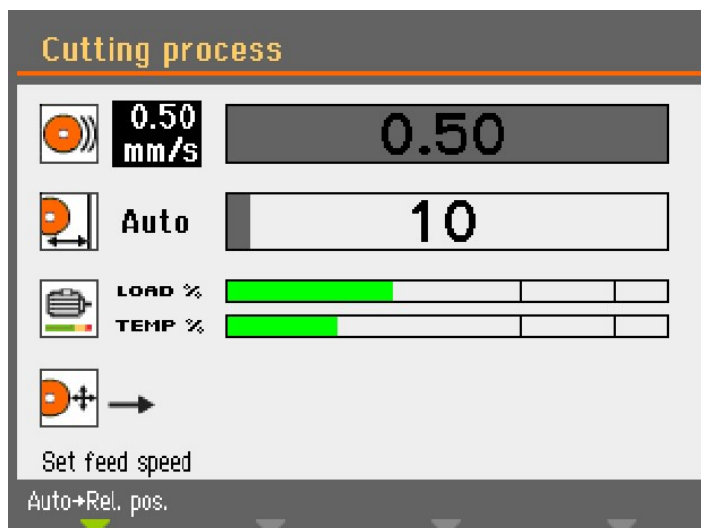 Cutting process
0.50
mm/s
0.50
Auto
10
LOAD %
TEMP %
Set feed speed
Auto→Rel. pos.